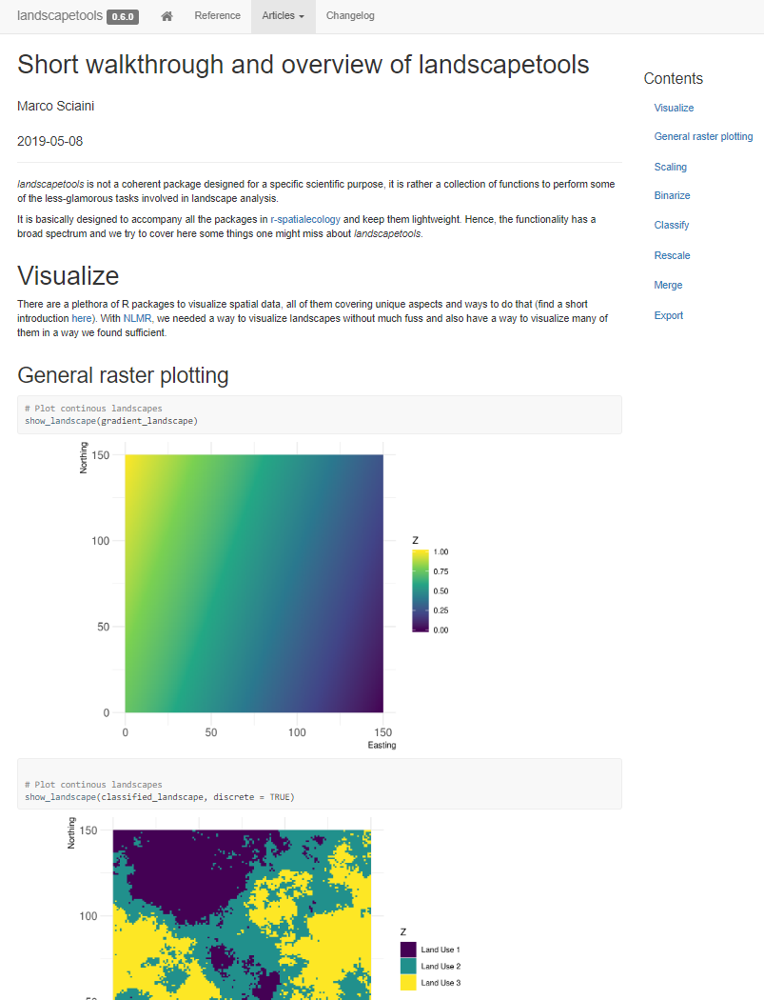 landscapetools 0.6.0 Reference Articles Changelog
Short walkthrough and overview of landscapetools
Marco Sciaini
2019-05-08
landscapetools is not a coherent package designed for a specific scientific purpose, it is rather a collection of functions to perform some
of the less-glamorous tasks involved in landscape analysis.
It is basically designed to accompany all the packages in r-spatialecology and keep them lightweight. Hence, the functionality has a
broad spectrum and we try to cover here some things one might miss about landscapetools.
Visualize
There are a plethora of R packages to visualize spatial data, all of them covering unique aspects and ways to do that (find a short
introduction here). With NLMR, we needed a way to visualize landscapes without much fuss and also have a way to visualize many of
them in a way we found sufficient.
General raster plotting
# Plot continous landscapes
show_landscape(gradient_landscape)
Northing
150
100
50
0
0 50 100 150
Easting
Z
1.00
0.75
0.50
0.25
0.00
# Plot continous landscapes
show_landscape(classified_landscape, discrete = TRUE)
Northing
150
100
50
Z
Land Use 1
Land Use 2
Land Use 3
Contents
Visualize
General raster plotting
Scaling
Binarize
Classify
Rescale
Merge
Export